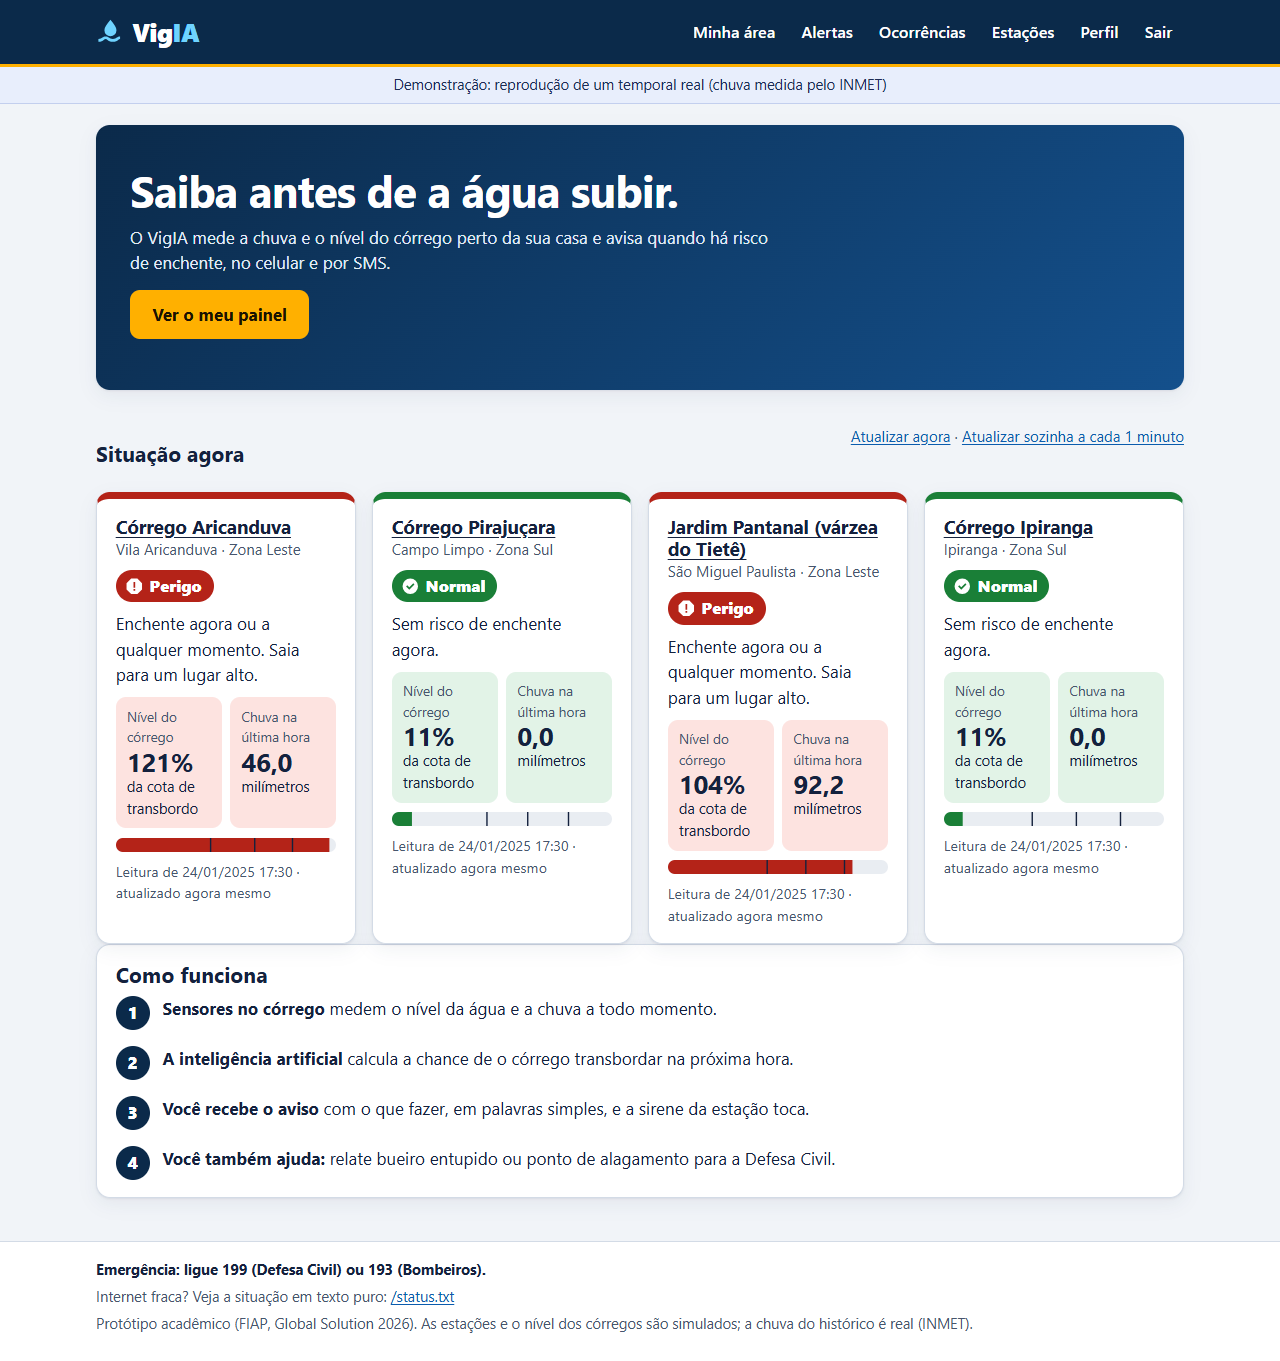 VigIA
Minha área
Alertas
Ocorrências
Estações
Perfil
Sair
Demonstração: reprodução de um temporal real (chuva medida pelo INMET)
Saiba antes de a água subir.
O VigIA mede a chuva e o nível do córrego perto da sua casa e avisa quando há risco
de enchente, no celular e por SMS.
Ver o meu painel
Situação agora
Atualizar agora · Atualizar sozinha a cada 1 minuto
Córrego Aricanduva
Vila Aricanduva · Zona Leste
Perigo
Enchente agora ou a
qualquer momento. Saia
para um lugar alto.
Nível do
córrego
121%
da cota de
transbordo
Chuva na
última hora
46,0
milímetros
Leitura de 24/01/2025 17:30 ·
atualizado agora mesmo
Córrego Pirajuçara
Campo Limpo · Zona Sul
Normal
Sem risco de enchente
agora.
Nível do
córrego
11%
da cota de
transbordo
Chuva na
última hora
0,0
milímetros
Leitura de 24/01/2025 17:30 ·
atualizado agora mesmo
Jardim Pantanal (várzea
do Tietê)
São Miguel Paulista · Zona Leste
Perigo
Enchente agora ou a
qualquer momento. Saia
para um lugar alto.
Nível do
córrego
104%
da cota de
transbordo
Chuva na
última hora
92,2
milímetros
Leitura de 24/01/2025 17:30 ·
atualizado agora mesmo
Córrego Ipiranga
Ipiranga · Zona Sul
Normal
Sem risco de enchente
agora.
Nível do
córrego
11%
da cota de
transbordo
Chuva na
última hora
0,0
milímetros
Leitura de 24/01/2025 17:30 ·
atualizado agora mesmo
Como funciona
1 Sensores no córrego medem o nível da água e a chuva a todo momento.
2 A inteligência artificial calcula a chance de o córrego transbordar na próxima hora.
3 Você recebe o aviso com o que fazer, em palavras simples, e a sirene da estação toca.
4 Você também ajuda: relate bueiro entupido ou ponto de alagamento para a Defesa Civil.
Emergência: ligue 199 (Defesa Civil) ou 193 (Bombeiros).
Internet fraca? Veja a situação em texto puro: /status.txt
Protótipo acadêmico (FIAP, Global Solution 2026). As estações e o nível dos córregos são simulados; a chuva do histórico é real (INMET).